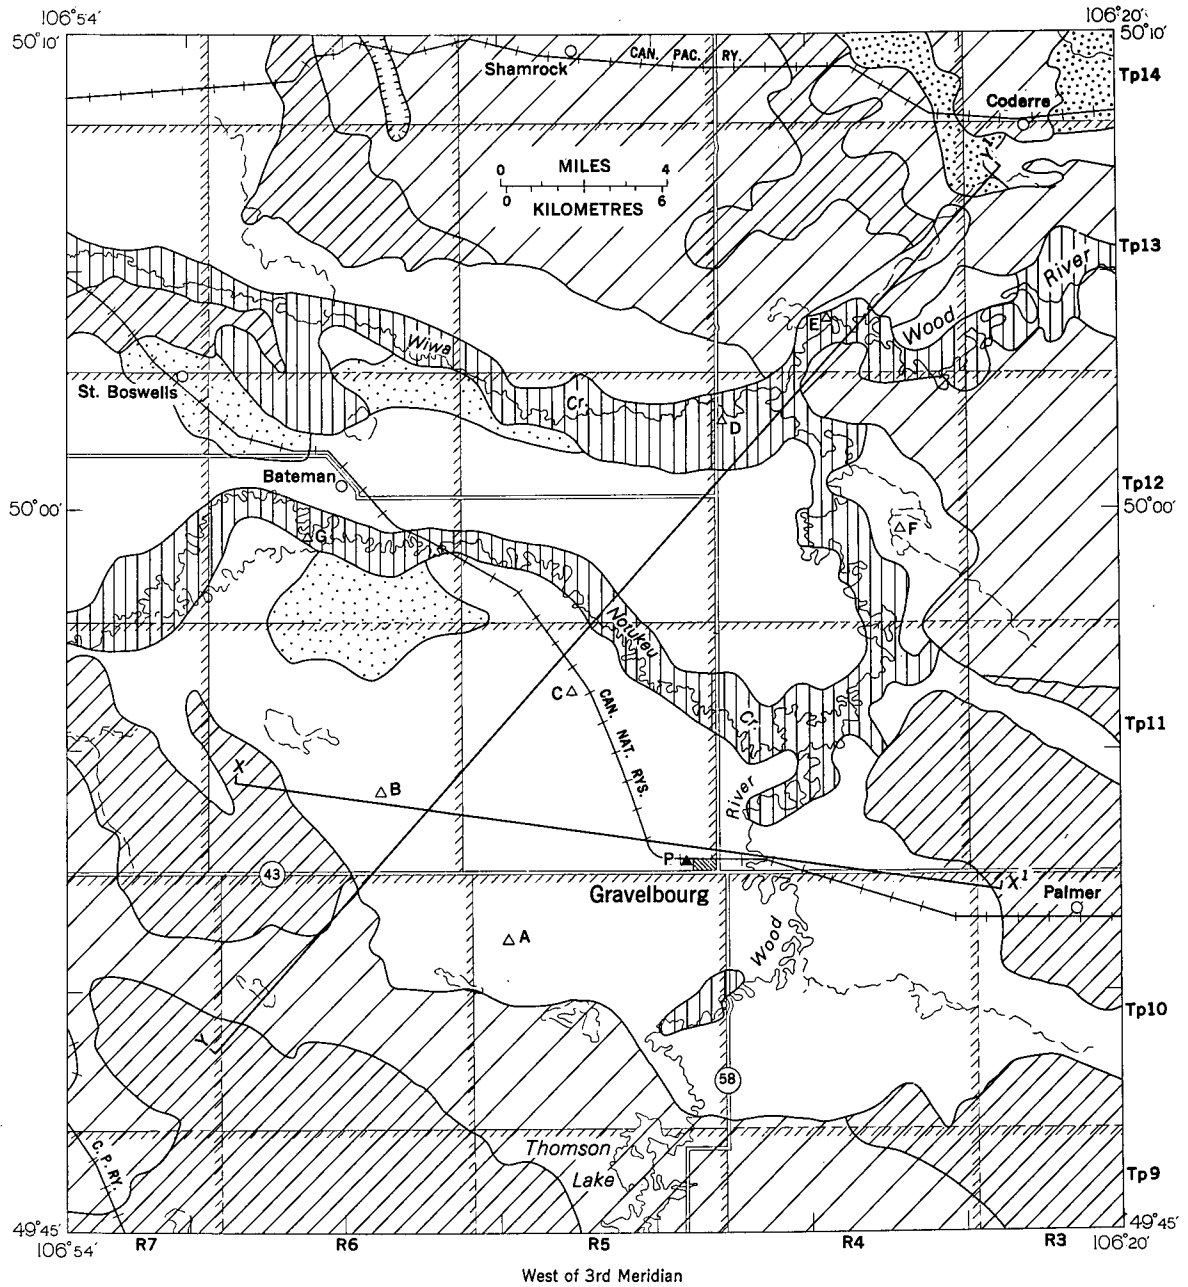 106°54'
106°20'
50°10'
50°10'
CAN. PAC. RY.
Shamrock
Tp14
Coderre
Y¹
0 MILES 4
0 KILOMETRES 6
Tp13
River
Wood
E
Wiwa
St. Boswells
Cr.
D
Bateman
Tp12
50°00'
50°00'
G
F
Notukeu
C
CAN. NAT. RYS.
Cr.
Tp11
X
B
River
P
43
X¹
Gravelbourg
Palmer
A
Wood
Tp10
Y
58
Thomson
Lake
C. P. RY.
Tp9
49°45'
49°45'
106°54'
R7
R6
R5
R4
R3
106°20'
West of 3rd Meridian